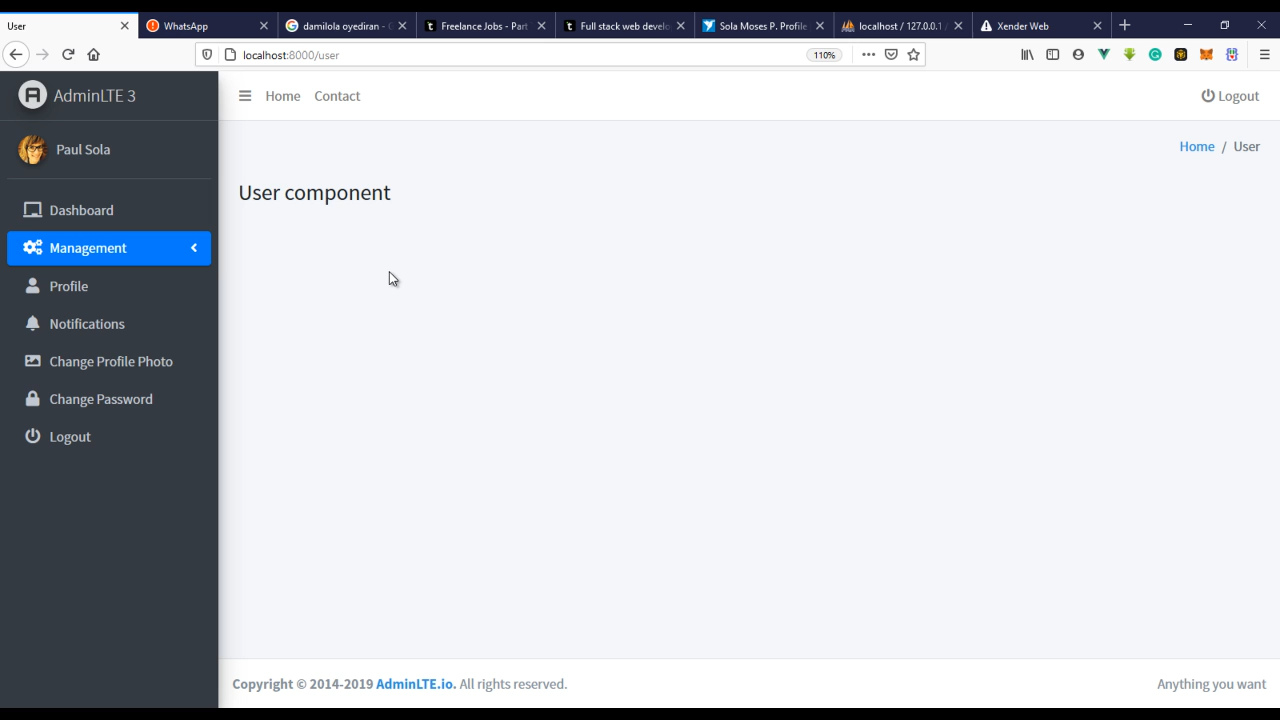 User
WhatsApp
damilola oyediran - G
Freelance Jobs - Part
Full stack web develo
Sola Moses P. Profile
localhost / 127.0.0.1 /
Xender Web
localhost:8000/user
110%
AdminLTE 3
Home
Contact
Logout
Paul Sola
Home / User
User component
Dashboard
Management
Profile
Notifications
Change Profile Photo
Change Password
Logout
Copyright © 2014-2019 AdminLTE.io. All rights reserved.
Anything you want